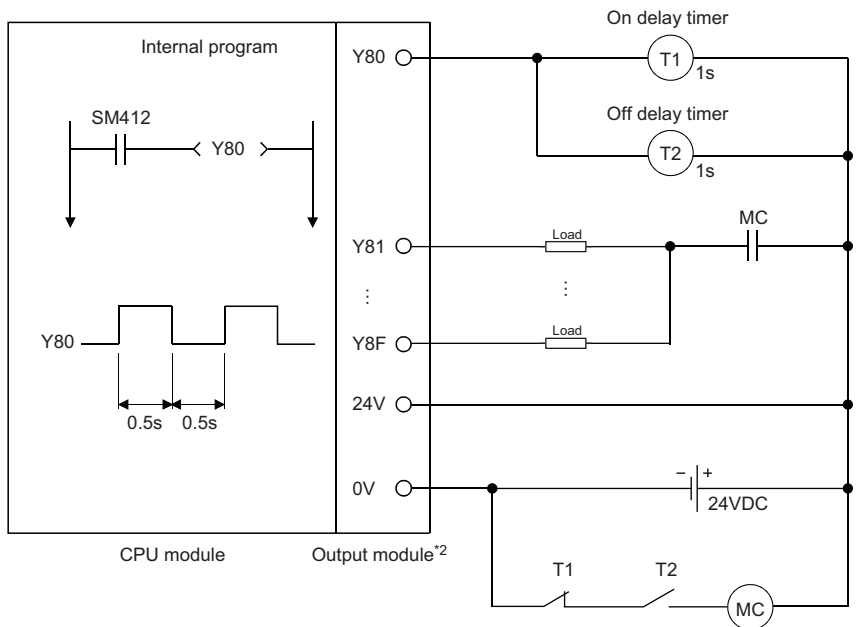 On delay timer
Internal program
Y80
T1
1s
SM412
Off delay timer
Y80
T2
1s
MC
Y81
Load
⋮
⋮
Y80
Y8F
Load
24V
0.5s 0.5s
0V
− +
24VDC
CPU module
Output module*2
T1
T2
MC